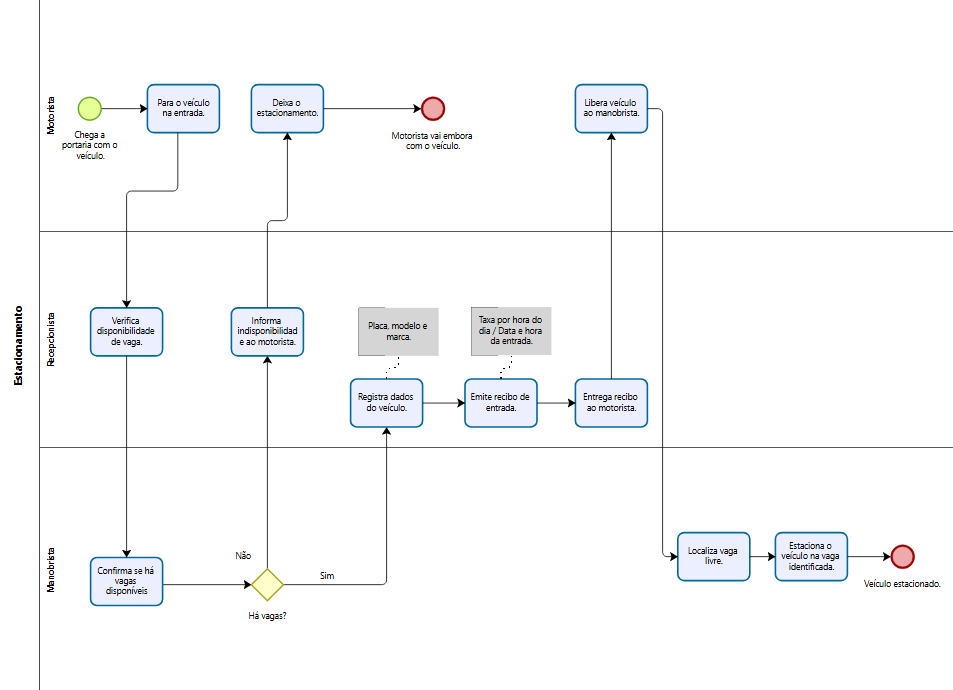 Estacionamento
Motorista
Chega a
portaria com o
veículo.
Para o veículo
na entrada.
Deixa o
estacionamento.
Motorista vai embora
com o veículo.
Libera veículo
ao manobrista.
Recepcionista
Verifica
disponibilidade
de vaga.
Informa
indisponibilidad
e ao motorista.
Placa, modelo e
marca.
Taxa por hora do
dia / Data e hora
da entrada.
Registra dados
do veículo.
Emite recibo de
entrada.
Entrega recibo
ao motorista.
Manobrista
Confirma se há
vagas
disponíveis
Não
Sim
Há vagas?
Localiza vaga
livre.
Estaciona o
veículo na vaga
identificada.
Veículo estacionado.